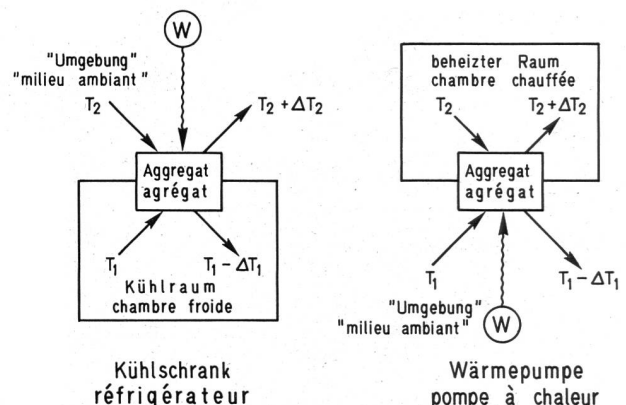 W
"Umgebung"
"milieu ambiant"
T₂
T₂ + ΔT₂
Aggregat
agrégat
T₁
T₁ − ΔT₁
Kühlraum
chambre froide
Kühlschrank
réfrigérateur
beheizter Raum
chambre chauffée
T₂
T₂ + ΔT₂
Aggregat
agrégat
T₁
T₁ − ΔT₁
"Umgebung"
"milieu ambiant"
W
Wärmepumpe
pompe à chaleur